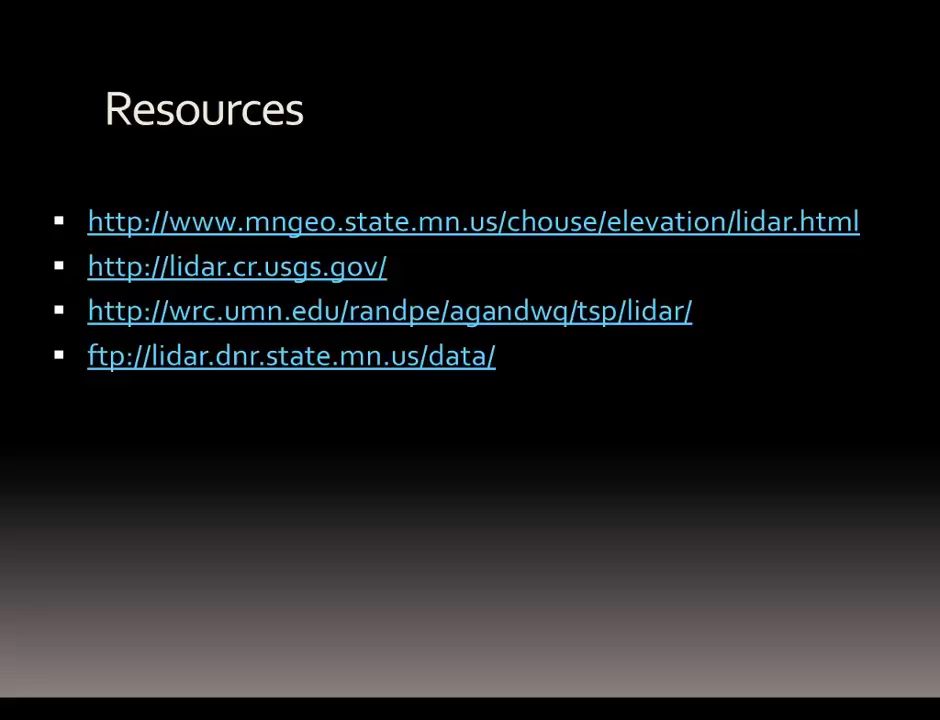 Resources
http://www.mngeo.state.mn.us/chouse/elevation/lidar.html
http://lidar.cr.usgs.gov/
http://wrc.umn.edu/randpe/agandwq/tsp/lidar/
ftp://lidar.dnr.state.mn.us/data/